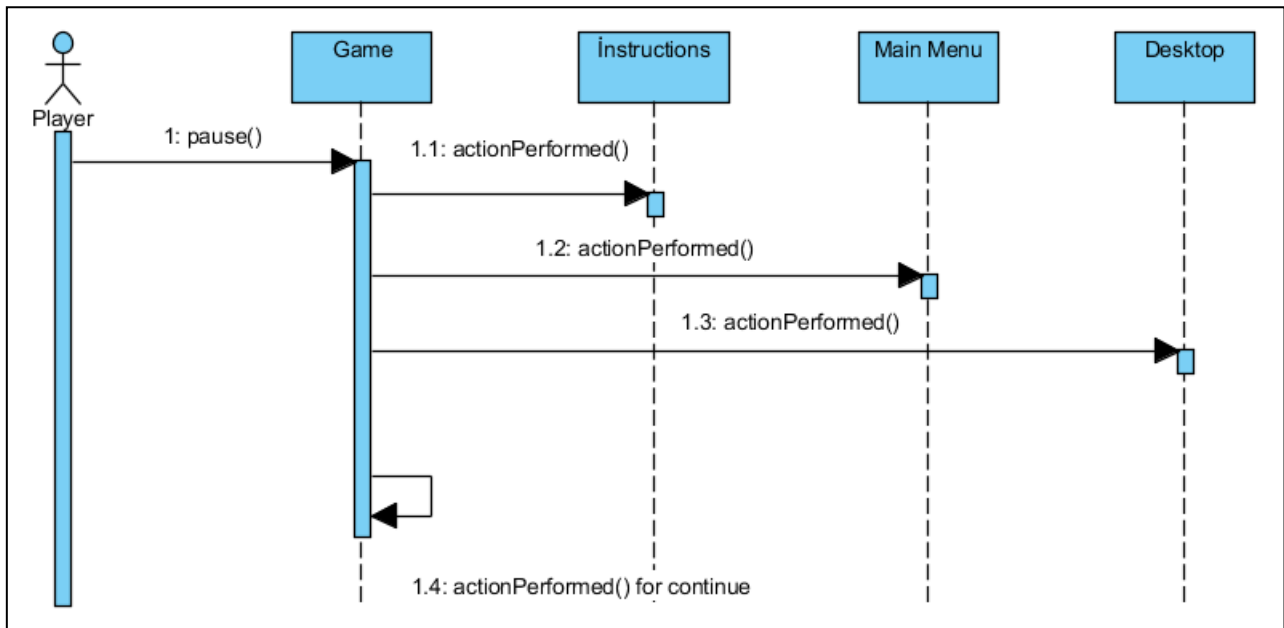 Game
İnstructions
Main Menu
Desktop
Player
1: pause()
1.1: actionPerformed()
1.2: actionPerformed()
1.3: actionPerformed()
1.4: actionPerformed() for continue